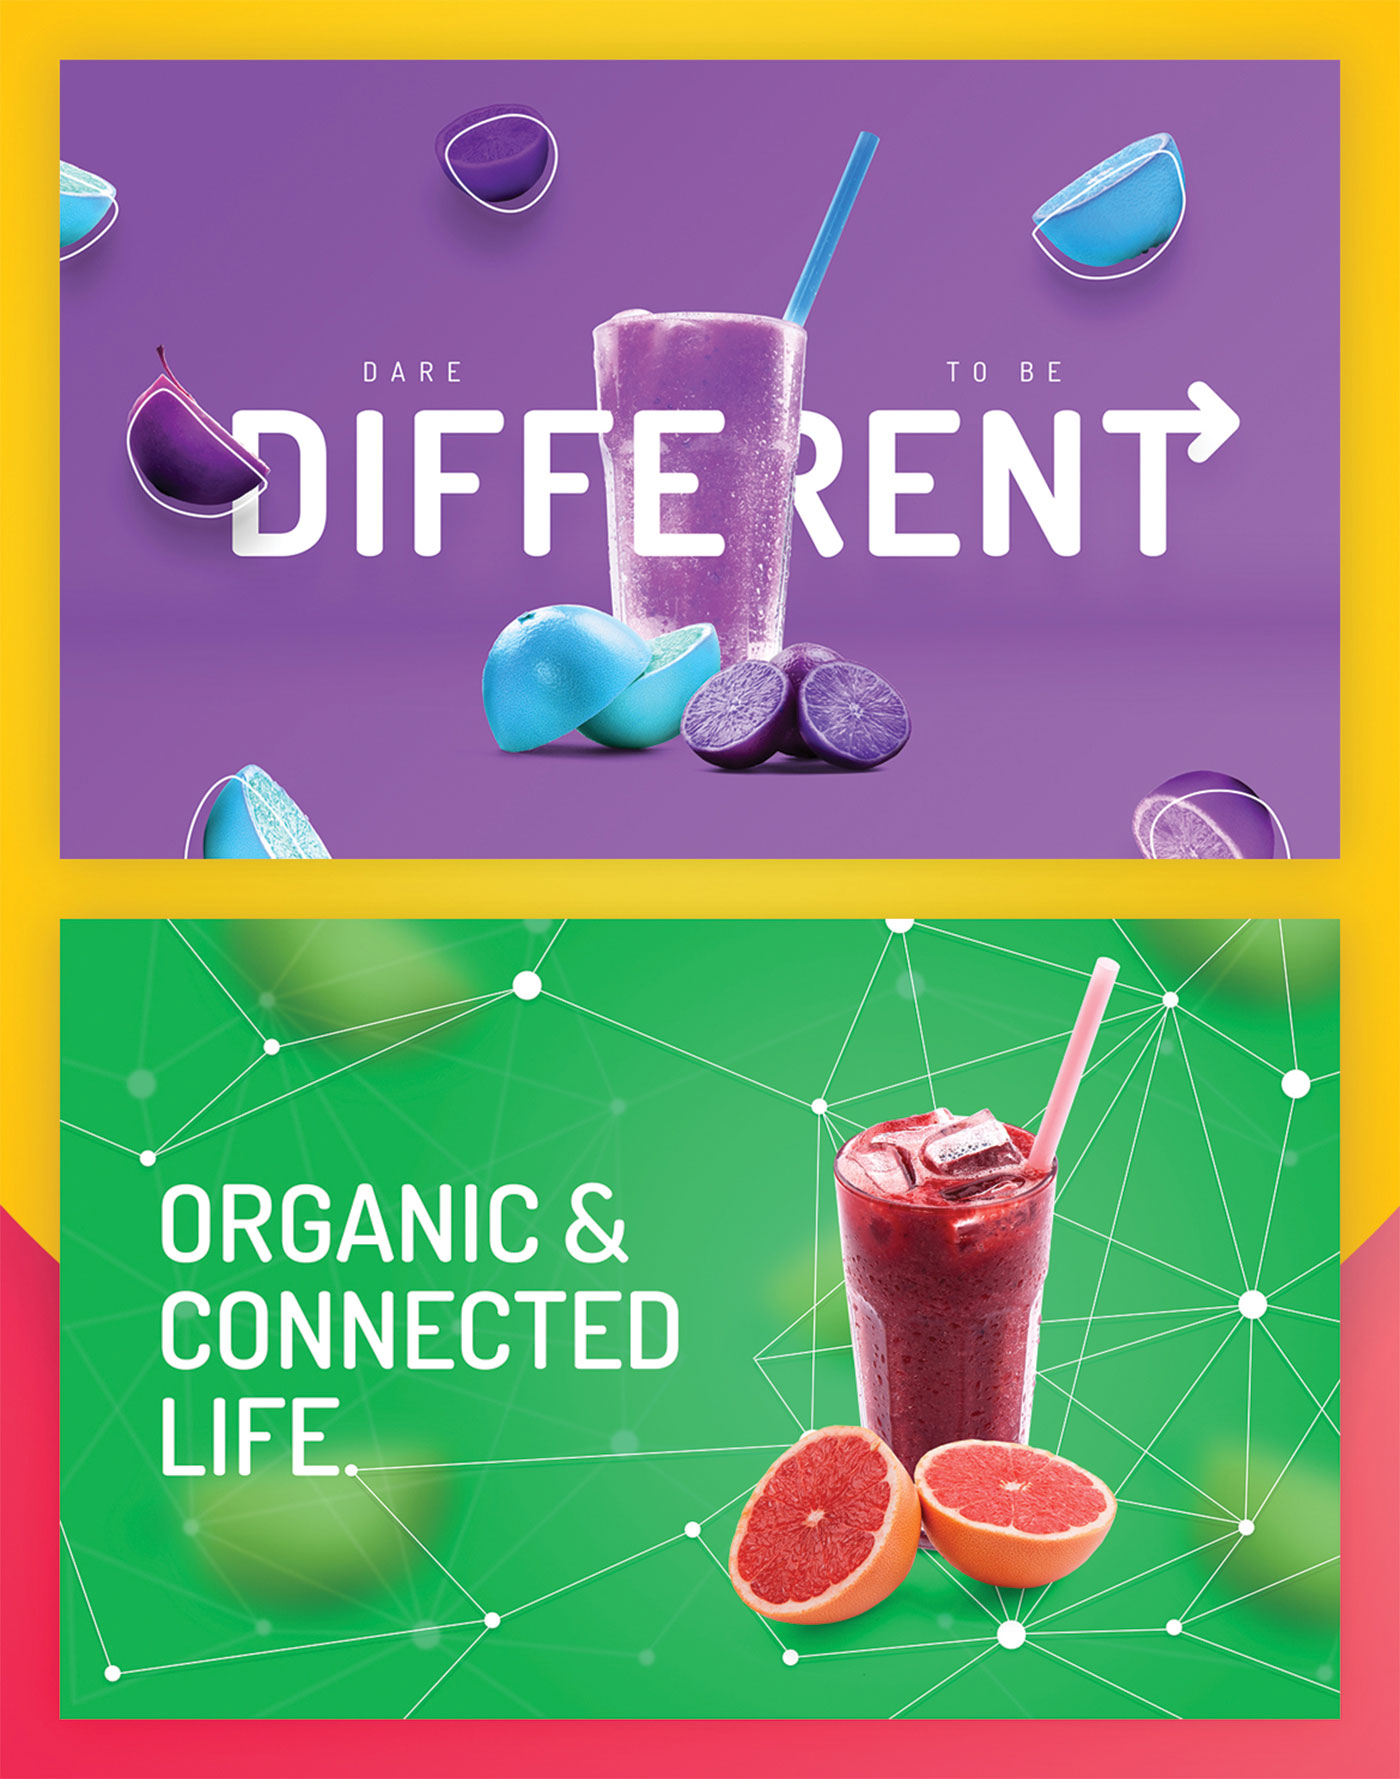 DARE TO BE
DIFFERENT
ORGANIC &
CONNECTED
LIFE.